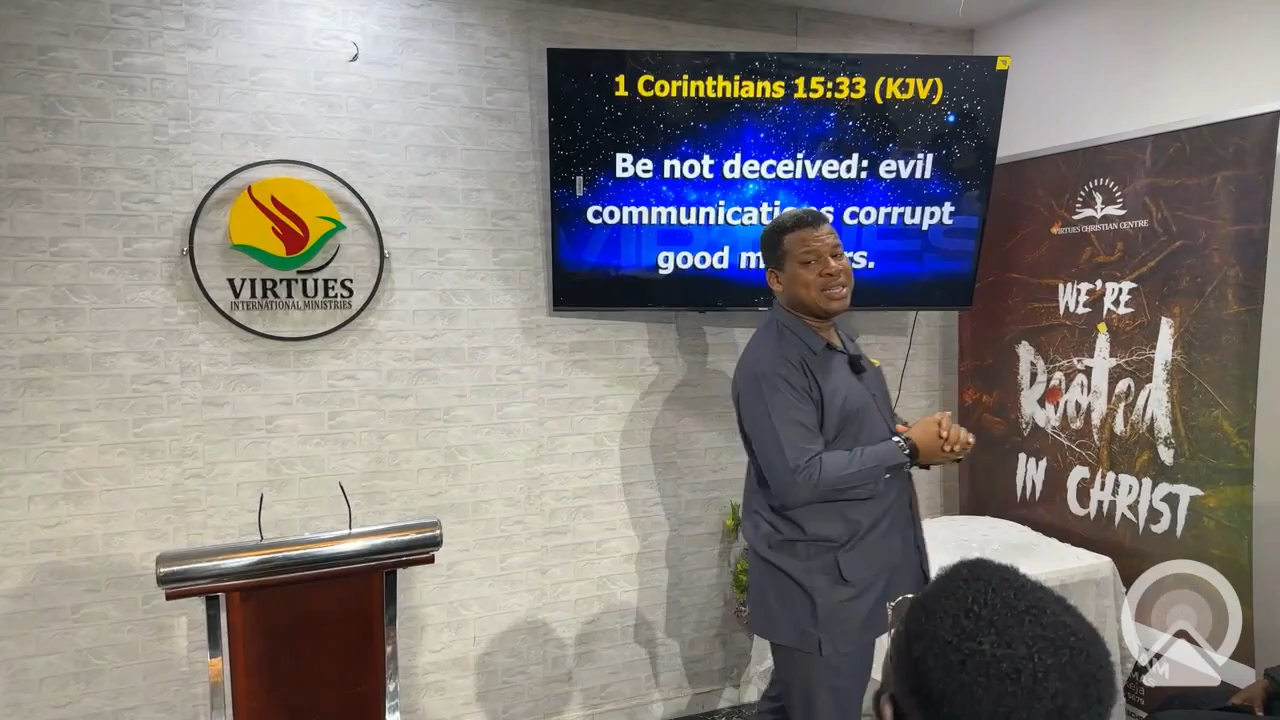 1 Corinthians 15:33 (KJV)
Be not deceived: evil
corrupt
good
VIRTUES
INTERNATIONAL MINISTRIES
VIRTUES CHRISTIAN CENTRE
WE'RE
Rooted
IN CHRIST